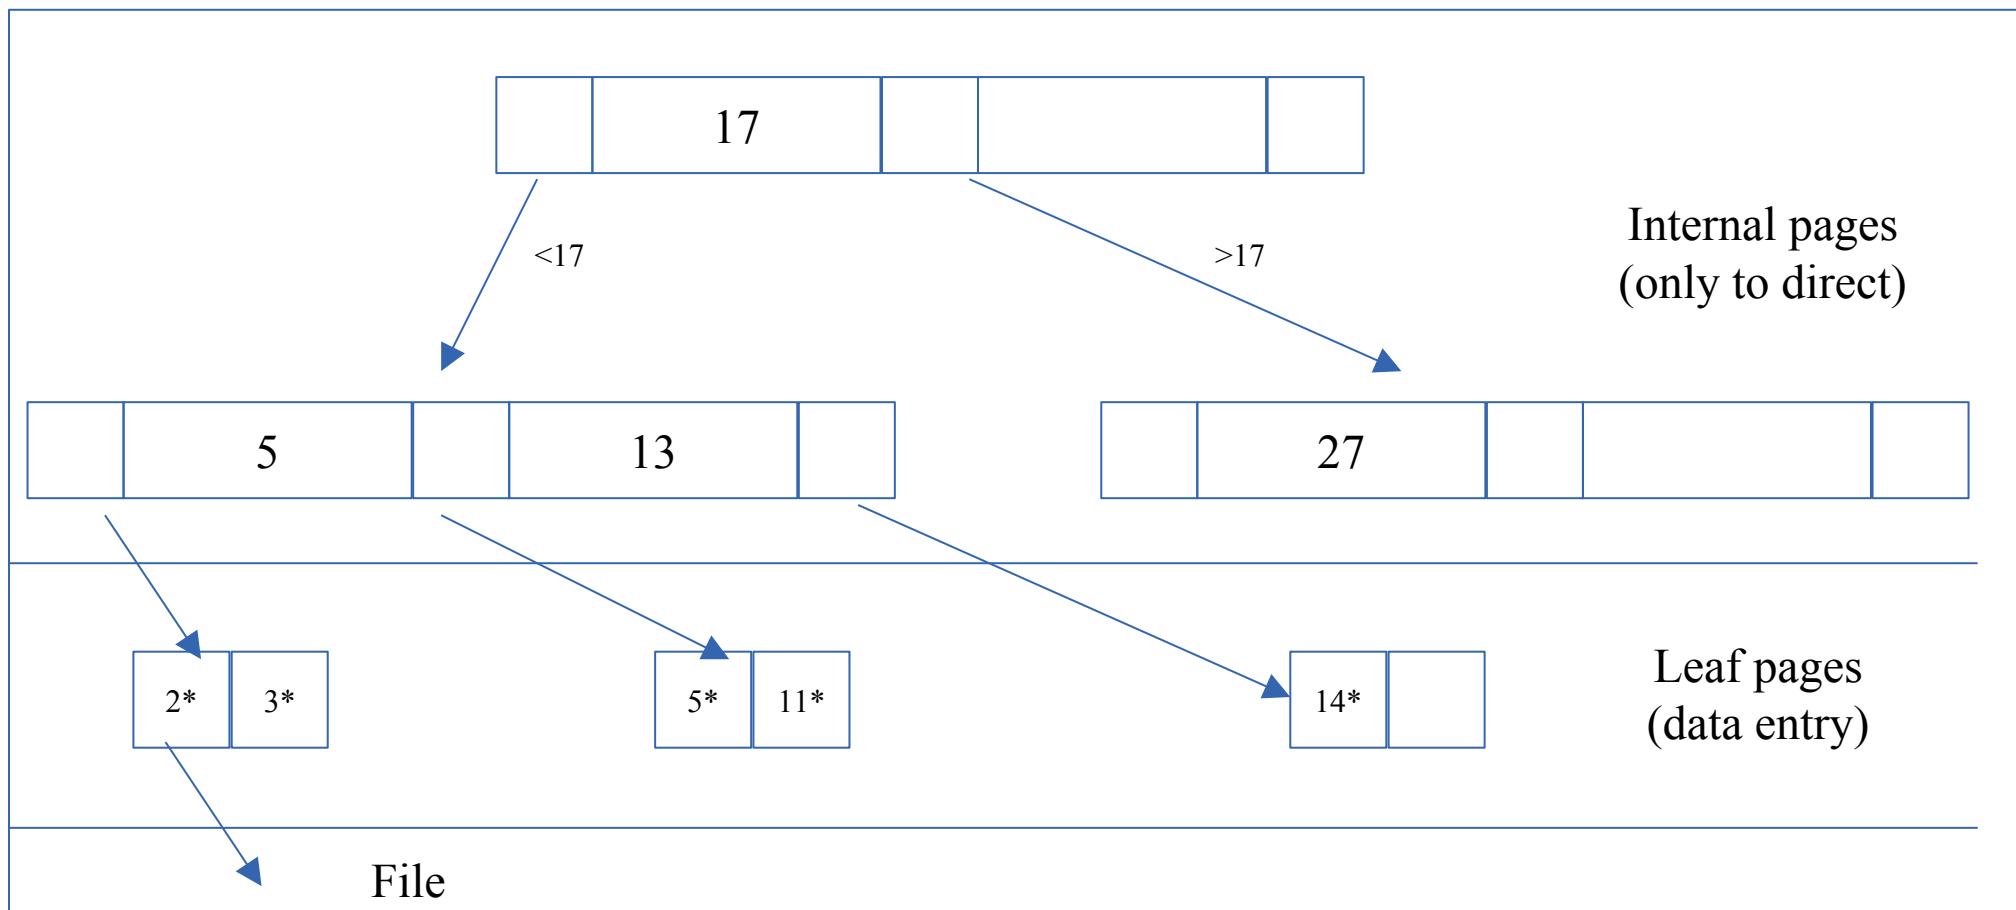 17
<17
>17
Internal pages
(only to direct)
5
13
27
2*
3*
5*
11*
14*
Leaf pages
(data entry)
File